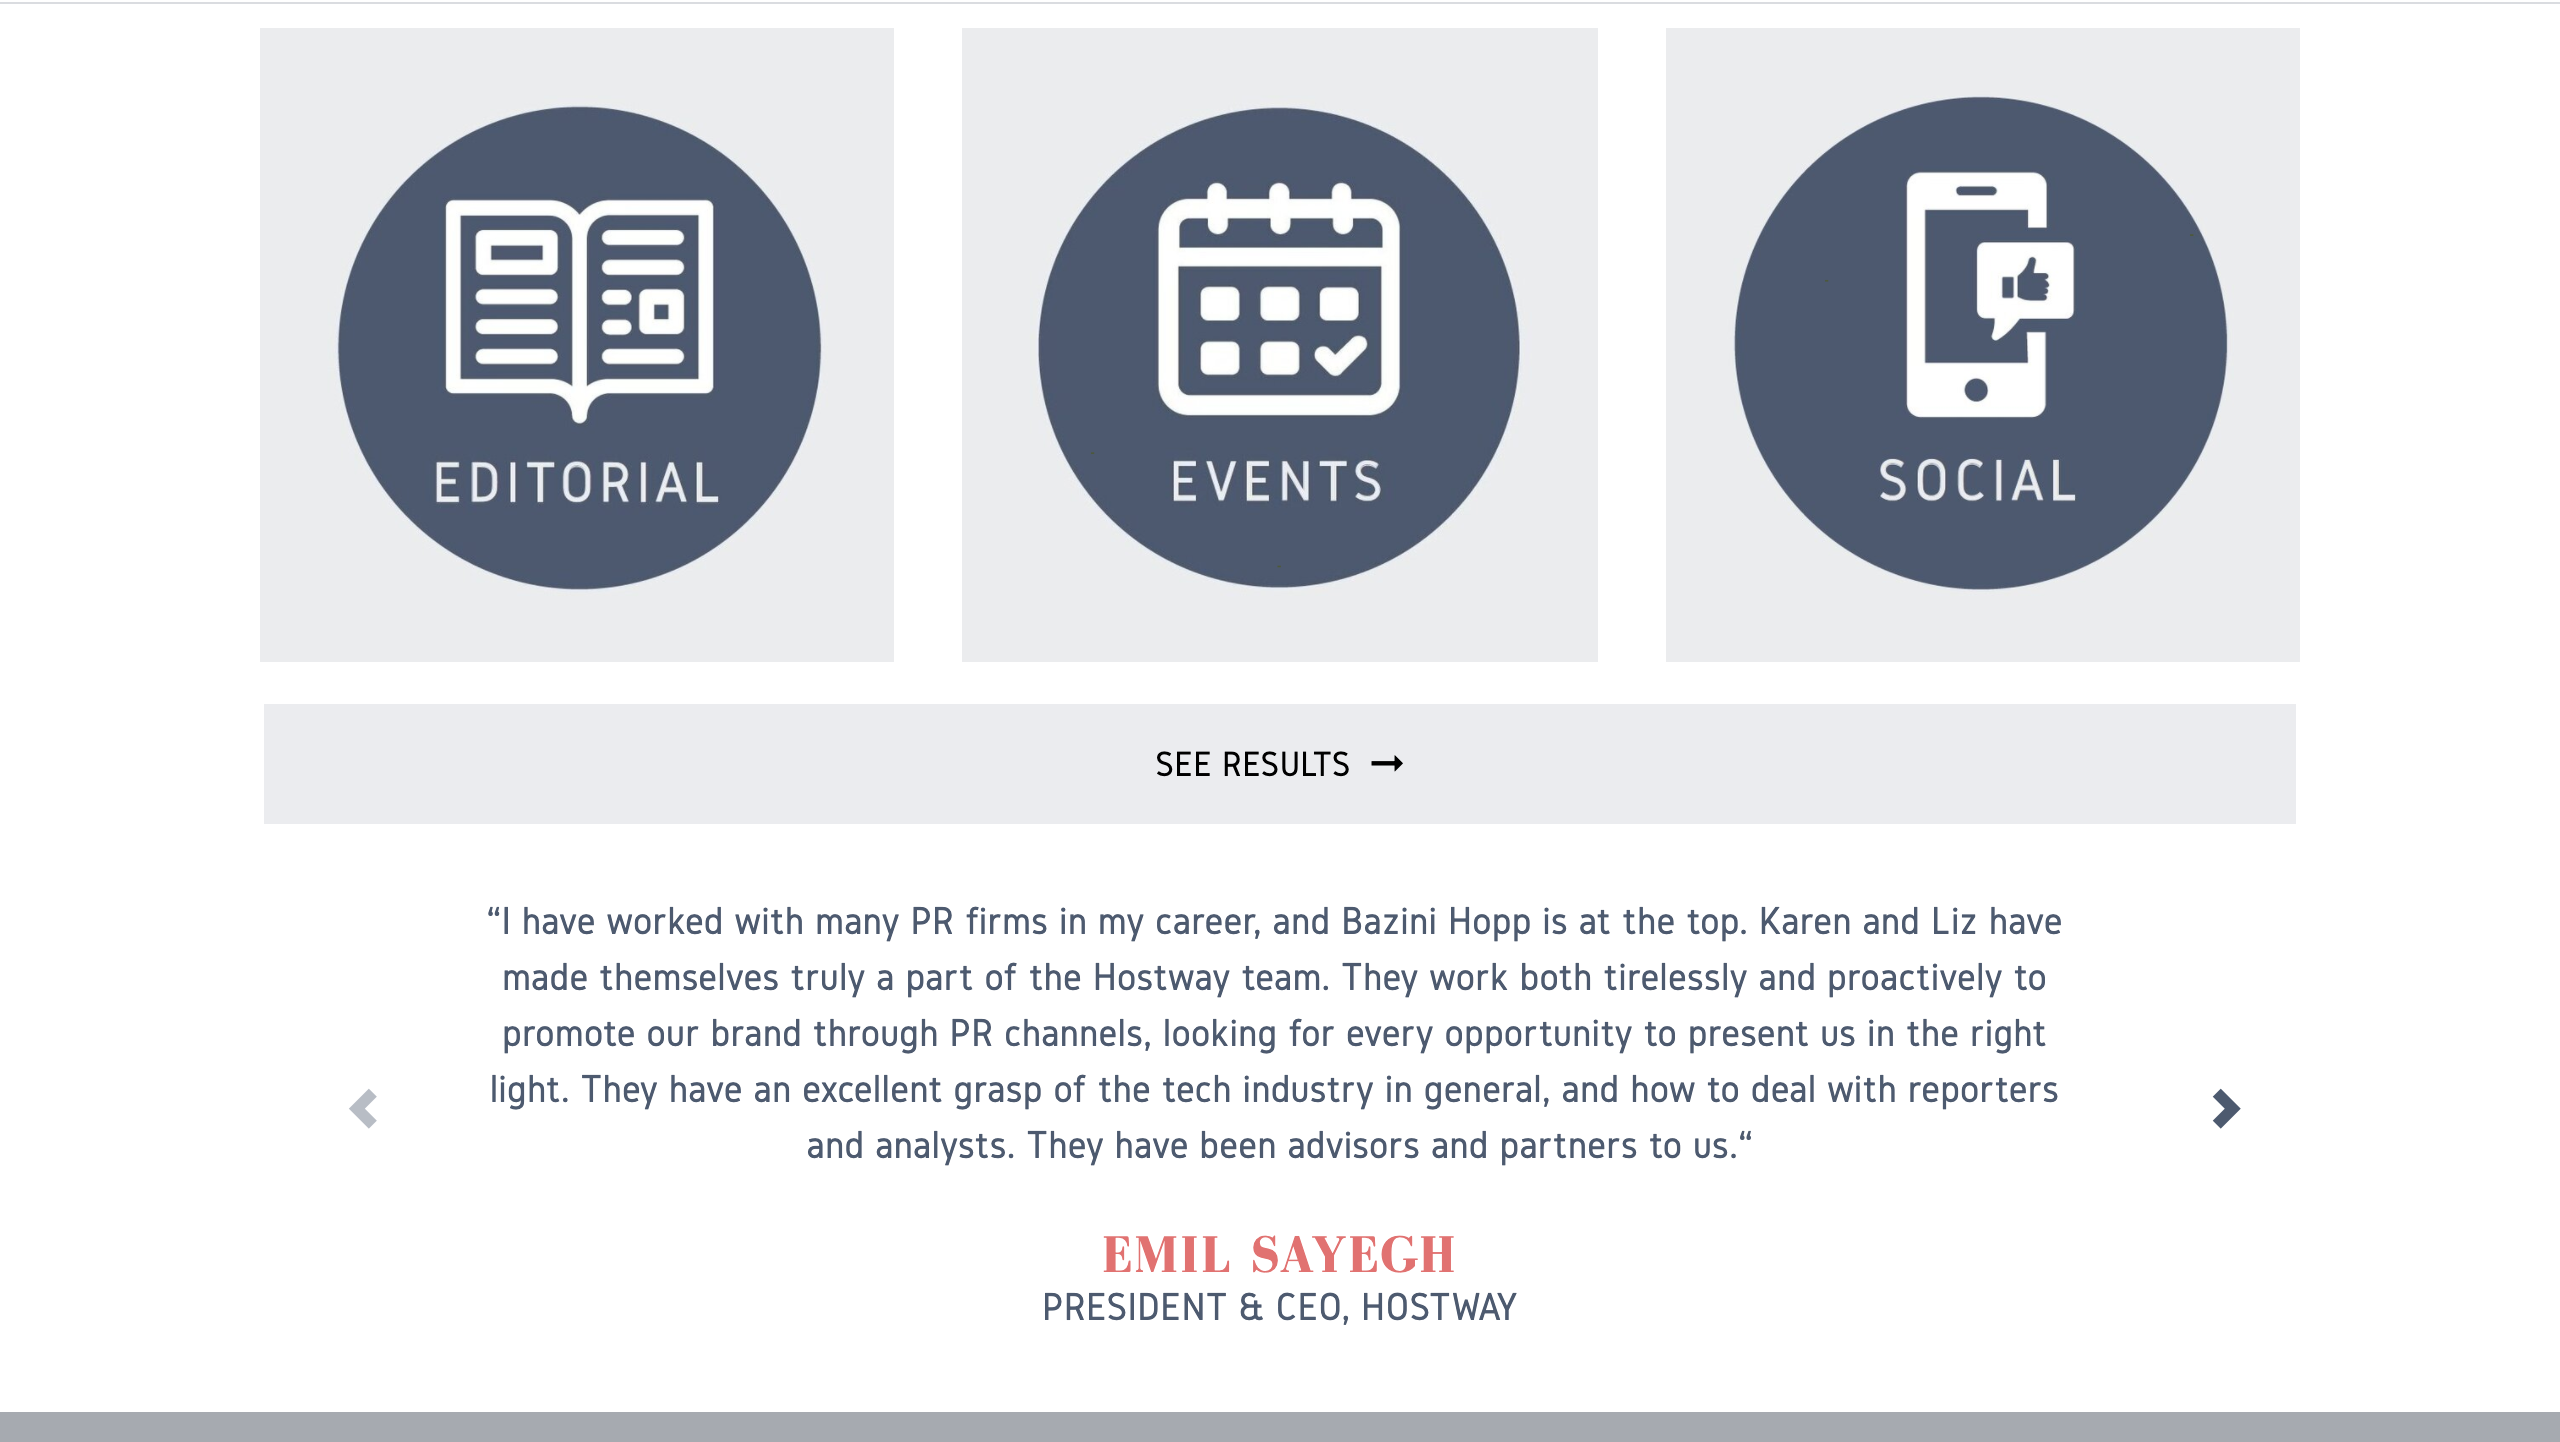 EDITORIAL
EVENTS
SOCIAL
SEE RESULTS →
“I have worked with many PR firms in my career, and Bazini Hopp is at the top. Karen and Liz have
made themselves truly a part of the Hostway team. They work both tirelessly and proactively to
promote our brand through PR channels, looking for every opportunity to present us in the right
light. They have an excellent grasp of the tech industry in general, and how to deal with reporters
and analysts. They have been advisors and partners to us.“
EMIL SAYEGH
PRESIDENT & CEO, HOSTWAY